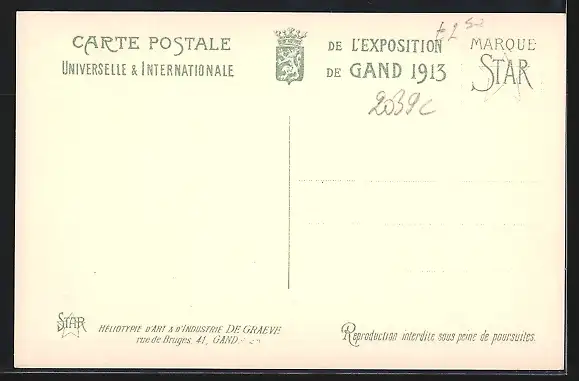 CARTE POSTALE DE L'EXPOSITION MARQUE
UNIVERSELLE & INTERNATIONALE DE GAND 1913 STAR
2039c
STAR HÉLIOTYPIE D'ART & D'INDUSTRIE DE GRAEVE
rue de Bruges, 41, GAND
Reproduction interdite sous peine de poursuites.